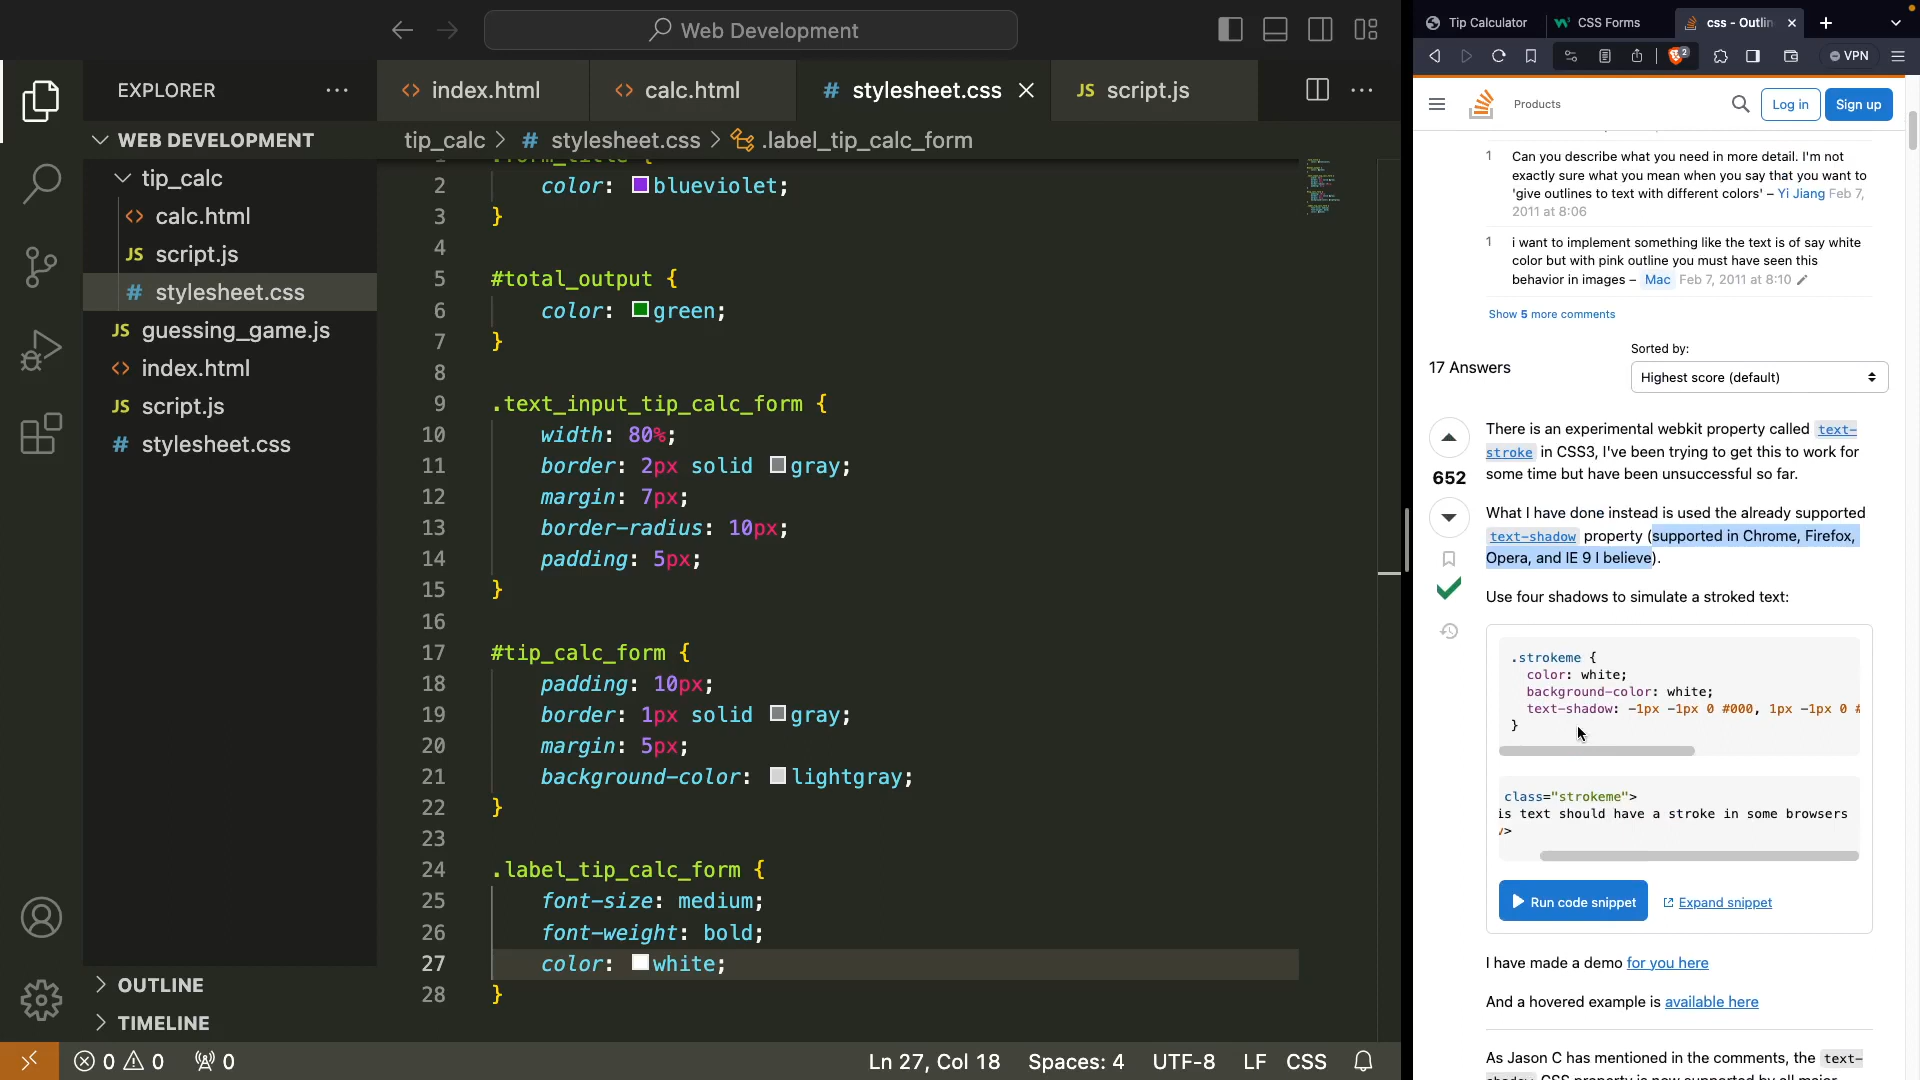 Web Development
EXPLORER
WEB DEVELOPMENT
tip_calc
calc.html
JS script.js
# stylesheet.css
JS guessing_game.js
index.html
JS script.js
# stylesheet.css
OUTLINE
TIMELINE
index.html
calc.html
# stylesheet.css
JS script.js
tip_calc > # stylesheet.css > .label_tip_calc_form
2 color: blueviolet;
3 }
4
5 #total_output {
6 color: green;
7 }
8
9 .text_input_tip_calc_form {
10 width: 80%;
11 border: 2px solid gray;
12 margin: 7px;
13 border-radius: 10px;
14 padding: 5px;
15 }
16
17 #tip_calc_form {
18 padding: 10px;
19 border: 1px solid gray;
20 margin: 5px;
21 background-color: lightgray;
22 }
23
24 .label_tip_calc_form {
25 font-size: medium;
26 font-weight: bold;
27 color: white;
28 }
0 0 0
Ln 27, Col 18 Spaces: 4 UTF-8 LF CSS
Tip Calculator
CSS Forms
css - Outlin
2
VPN
Products
Log in
Sign up
1 Can you describe what you need in more detail. I'm not
exactly sure what you mean when you say that you want to
'give outlines to text with different colors' – Yi Jiang Feb 7,
2011 at 8:06
1 i want to implement something like the text is of say white
color but with pink outline you must have seen this
behavior in images – Mac Feb 7, 2011 at 8:10
Show 5 more comments
17 Answers
Sorted by:
Highest score (default)
652
There is an experimental webkit property called text-
stroke in CSS3, I've been trying to get this to work for
some time but have been unsuccessful so far.
What I have done instead is used the already supported
text-shadow property (supported in Chrome, Firefox,
Opera, and IE 9 I believe).
Use four shadows to simulate a stroked text:
.strokeme {
color: white;
background-color: white;
text-shadow: -1px -1px 0 #000, 1px -1px 0 #
}
class="strokeme">
is text should have a stroke in some browsers
>
Run code snippet
Expand snippet
I have made a demo for you here
And a hovered example is available here
As Jason C has mentioned in the comments, the text-